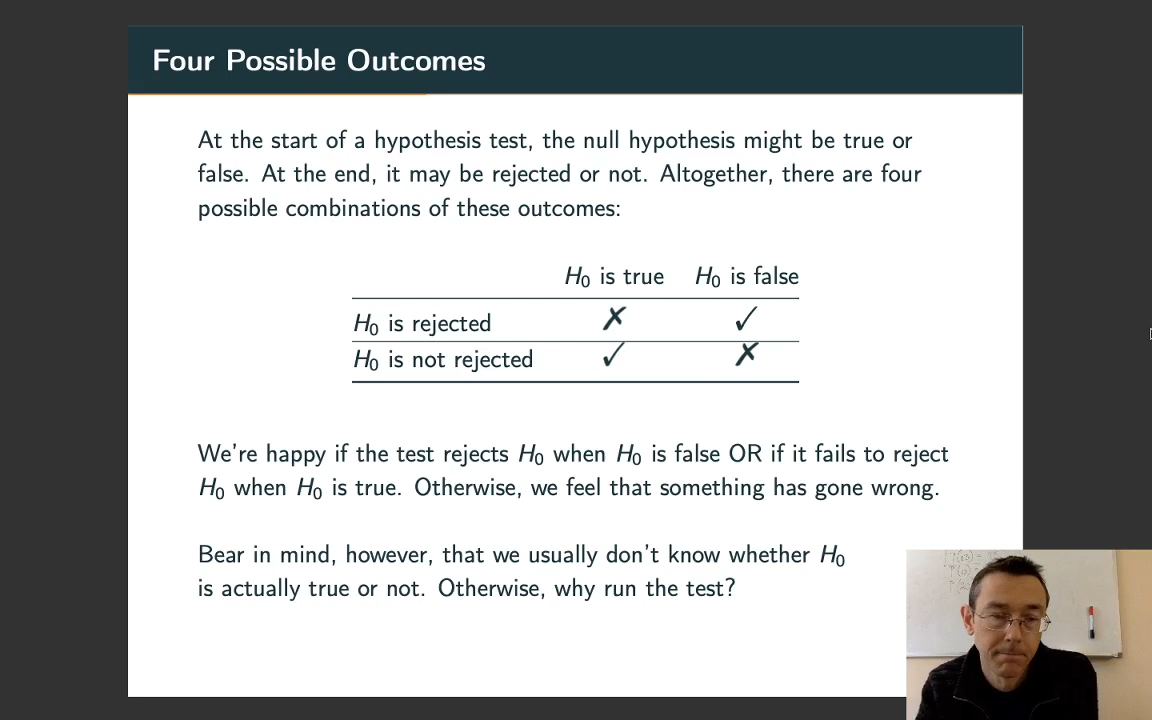 Four Possible Outcomes
At the start of a hypothesis test, the null hypothesis might be true or
false. At the end, it may be rejected or not. Altogether, there are four
possible combinations of these outcomes:
H₀ is true H₀ is false
H₀ is rejected ✗ ✓
H₀ is not rejected ✓ ✗
We're happy if the test rejects H₀ when H₀ is false OR if it fails to reject
H₀ when H₀ is true. Otherwise, we feel that something has gone wrong.
Bear in mind, however, that we usually don't know whether H₀
is actually true or not. Otherwise, why run the test?